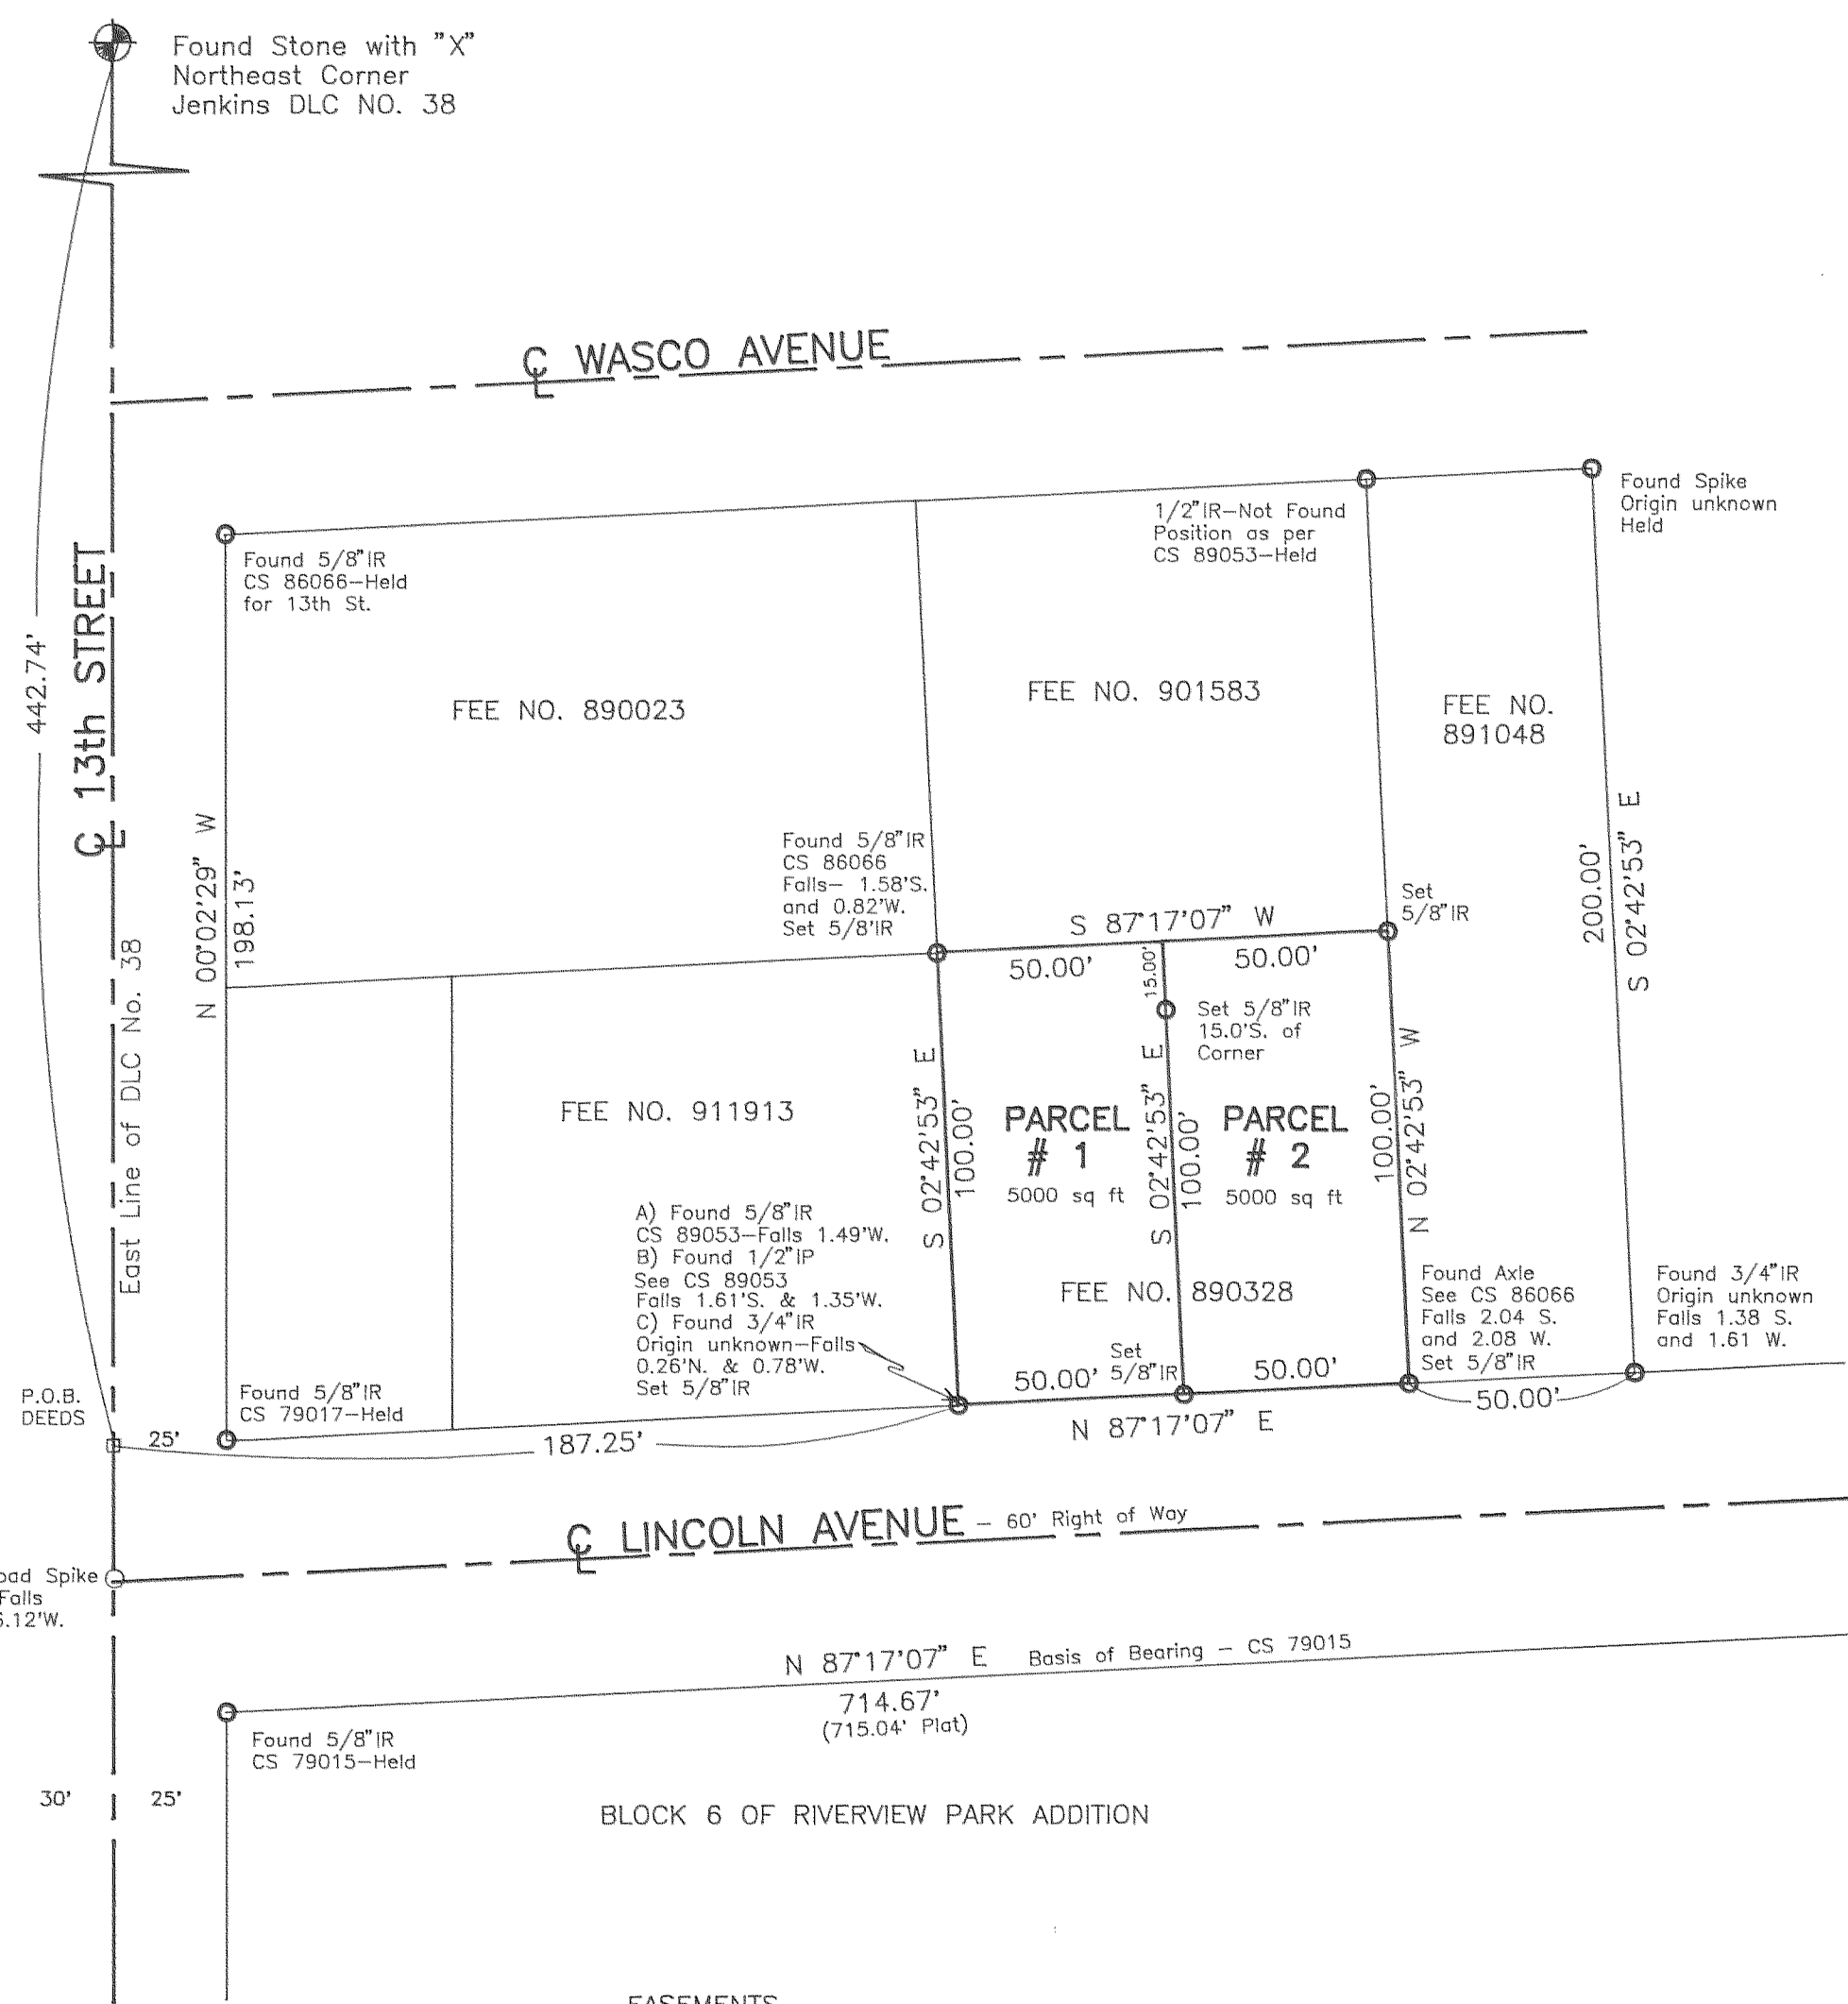 Found Stone with "X"
Northeast Corner
Jenkins DLC NO. 38
℄ WASCO AVENUE
Found Spike
Origin unknown
Held
1/2"IR-Not Found
Position as per
CS 89053-Held
Found 5/8"IR
CS 86066-Held
for 13th St.
442.74'
℄ 13th STREET
FEE NO. 890023
FEE NO. 901583
FEE NO.
891048
N 00°02'29" W
198.13'
Found 5/8"IR
CS 86066
Falls- 1.58'S.
and 0.82'W.
Set 5/8'IR
S 87°17'07" W
50.00'
50.00'
Set
5/8"IR
200.00'
S 02°42'53" E
East Line of DLC No. 38
15.00'
Set 5/8"IR
15.0'S. of
Corner
FEE NO. 911913
S 02°42'53" E
100.00'
PARCEL
# 1
5000 sq ft
S 02°42'53" E
100.00'
PARCEL
# 2
5000 sq ft
100.00'
N 02°42'53" W
A) Found 5/8"IR
CS 89053-Falls 1.49'W.
B) Found 1/2"IP
See CS 89053
Falls 1.61'S. & 1.35'W.
C) Found 3/4"IR
Origin unknown-Falls
0.26'N. & 0.78'W.
Set 5/8"IR
FEE NO. 890328
Found Axle
See CS 86066
Falls 2.04 S.
and 2.08 W.
Set 5/8"IR
Found 3/4"IR
Origin unknown
Falls 1.38 S.
and 1.61 W.
Set
5/8"IR
50.00'
50.00'
50.00'
N 87°17'07" E
Found 5/8"IR
CS 79017-Held
P.O.B.
DEEDS
25'
187.25'
℄ LINCOLN AVENUE - 60' Right of Way
oad Spike
Falls
6.12'W.
N 87°17'07" E Basis of Bearing - CS 79015
714.67'
(715.04' Plat)
Found 5/8"IR
CS 79015-Held
30'
25'
BLOCK 6 OF RIVERVIEW PARK ADDITION
EASEMENTS